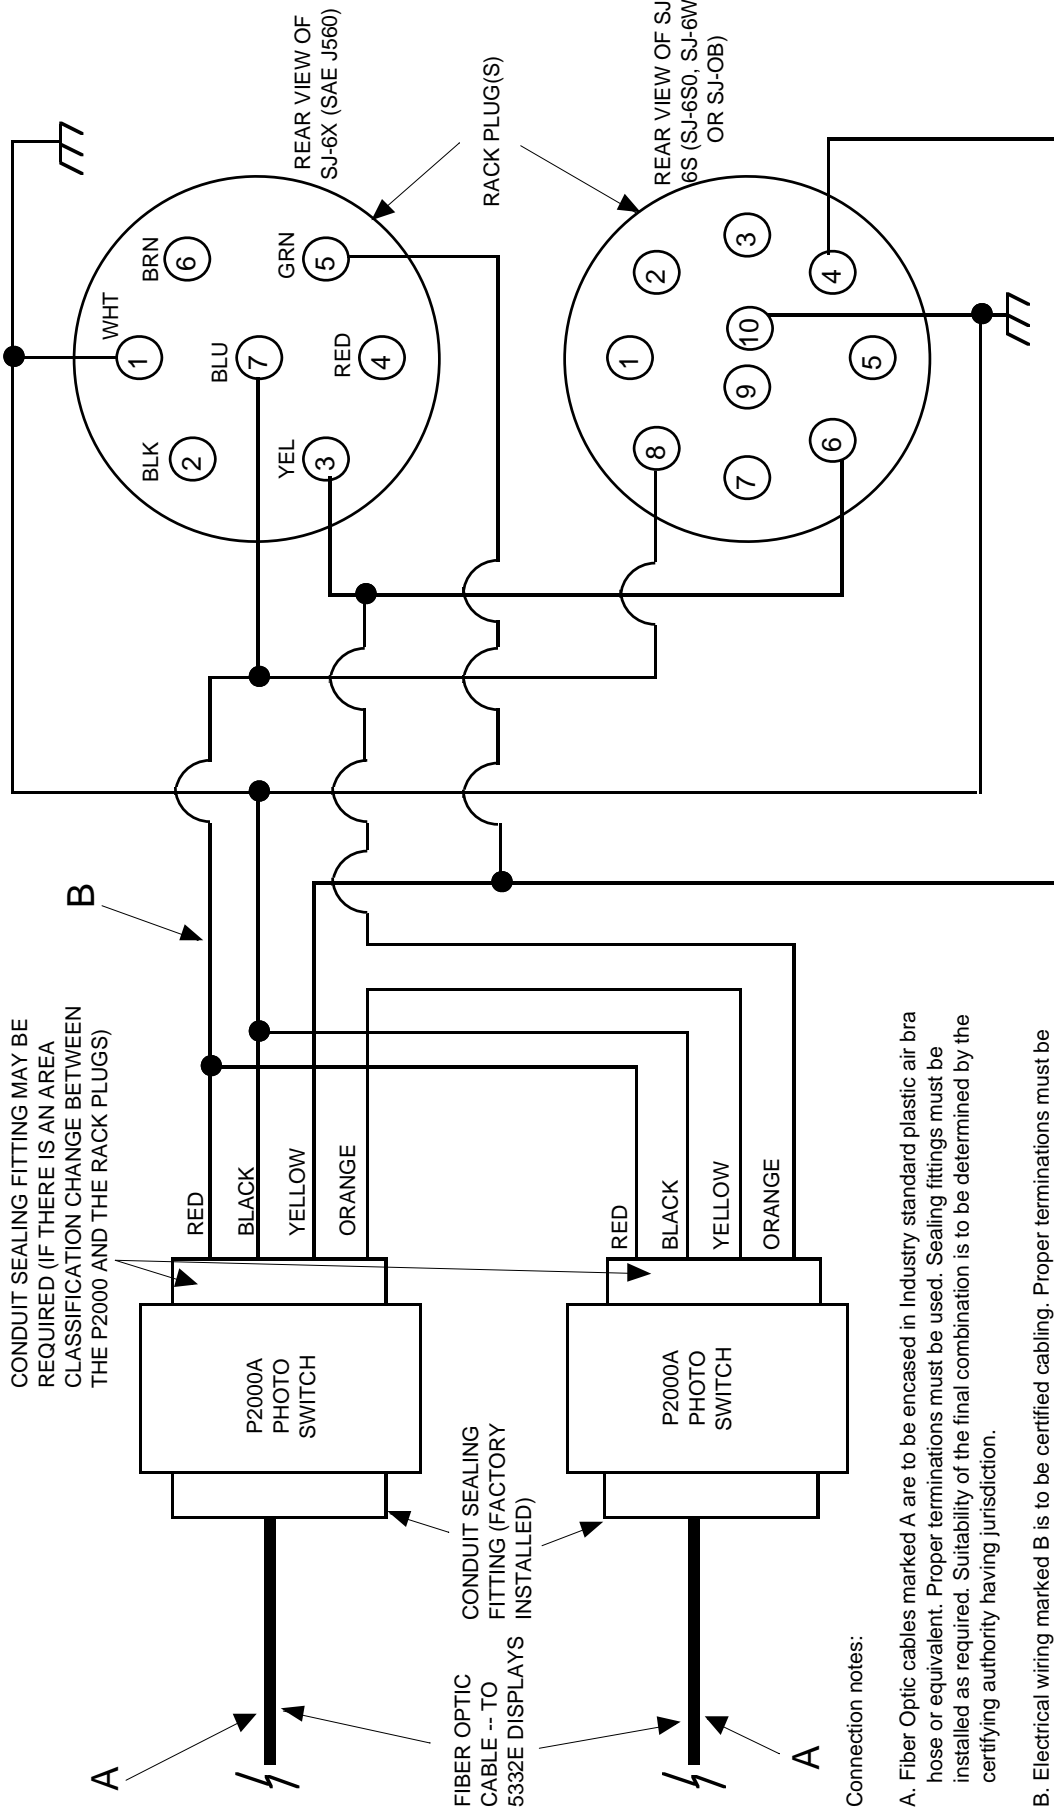 CONDUIT SEALING FITTING MAY BE
REQUIRED (IF THERE IS AN AREA
CLASSIFICATION CHANGE BETWEEN
THE P2000 AND THE RACK PLUGS)
B
A
FIBER OPTIC
CABLE -- TO
5332E DISPLAYS
A
CONDUIT SEALING
FITTING (FACTORY
INSTALLED)
P2000A
PHOTO
SWITCH
RED
BLACK
YELLOW
ORANGE
P2000A
PHOTO
SWITCH
RED
BLACK
YELLOW
ORANGE
REAR VIEW OF
SJ-6X (SAE J560)
WHT
1
BLK
2
BRN
6
BLU
7
YEL
3
GRN
5
RED
4
RACK PLUG(S)
REAR VIEW OF SJ
6S (SJ-6S0, SJ-6W
OR SJ-OB)
1
2
3
4
5
6
7
8
9
10
Connection notes:
A. Fiber Optic cables marked A are to be encased in Industry standard plastic air bra
hose or equivalent. Proper terminations must be used. Sealing fittings must be
installed as required. Suitability of the final combination is to be determined by the
certifying authority having jurisdiction.
B. Electrical wiring marked B is to be certified cabling. Proper terminations must be